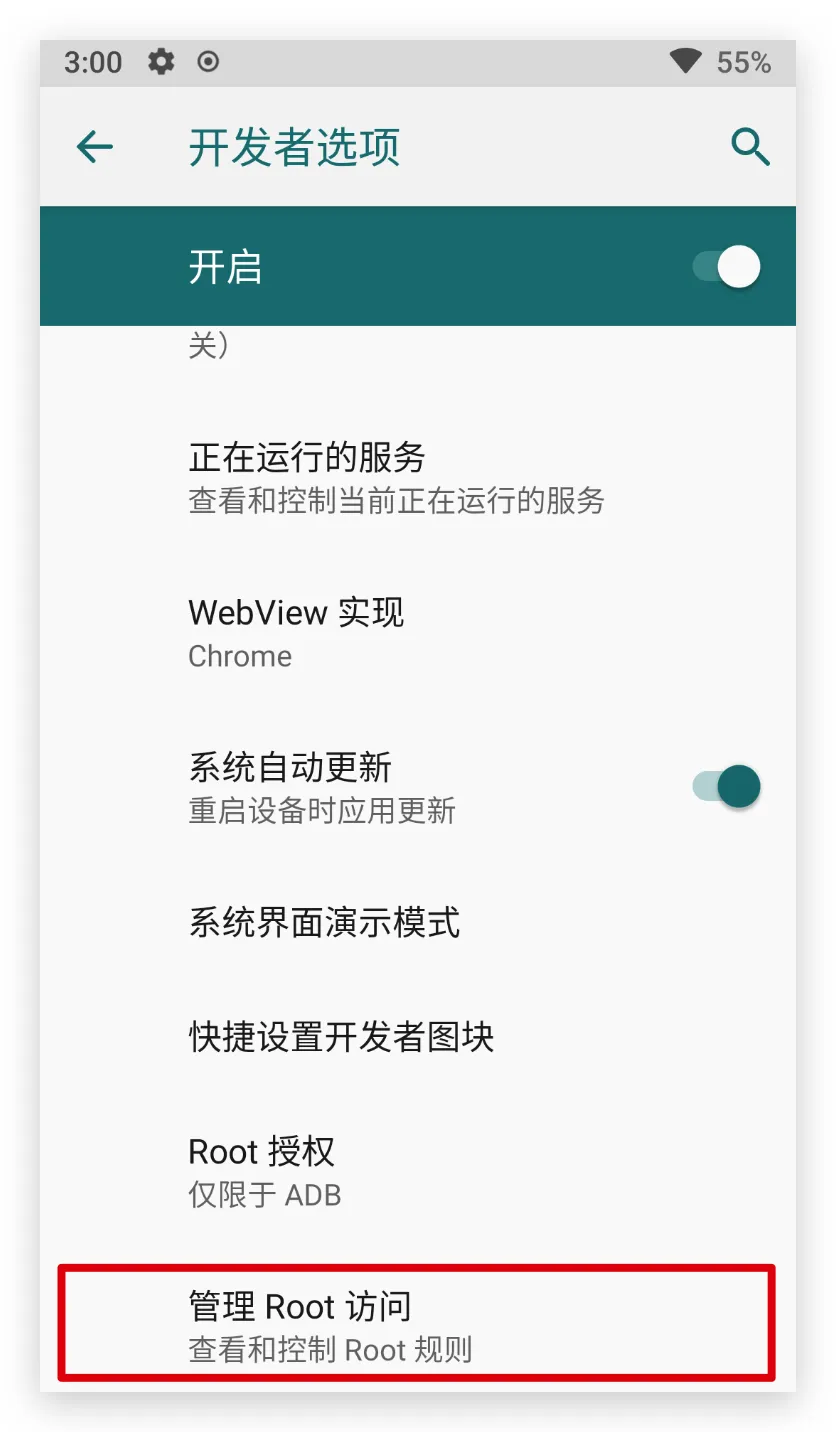 3:00 55%
开发者选项
开启
关）
正在运行的服务
查看和控制当前正在运行的服务
WebView 实现
Chrome
系统自动更新
重启设备时应用更新
系统界面演示模式
快捷设置开发者图块
Root 授权
仅限于 ADB
管理 Root 访问
查看和控制 Root 规则